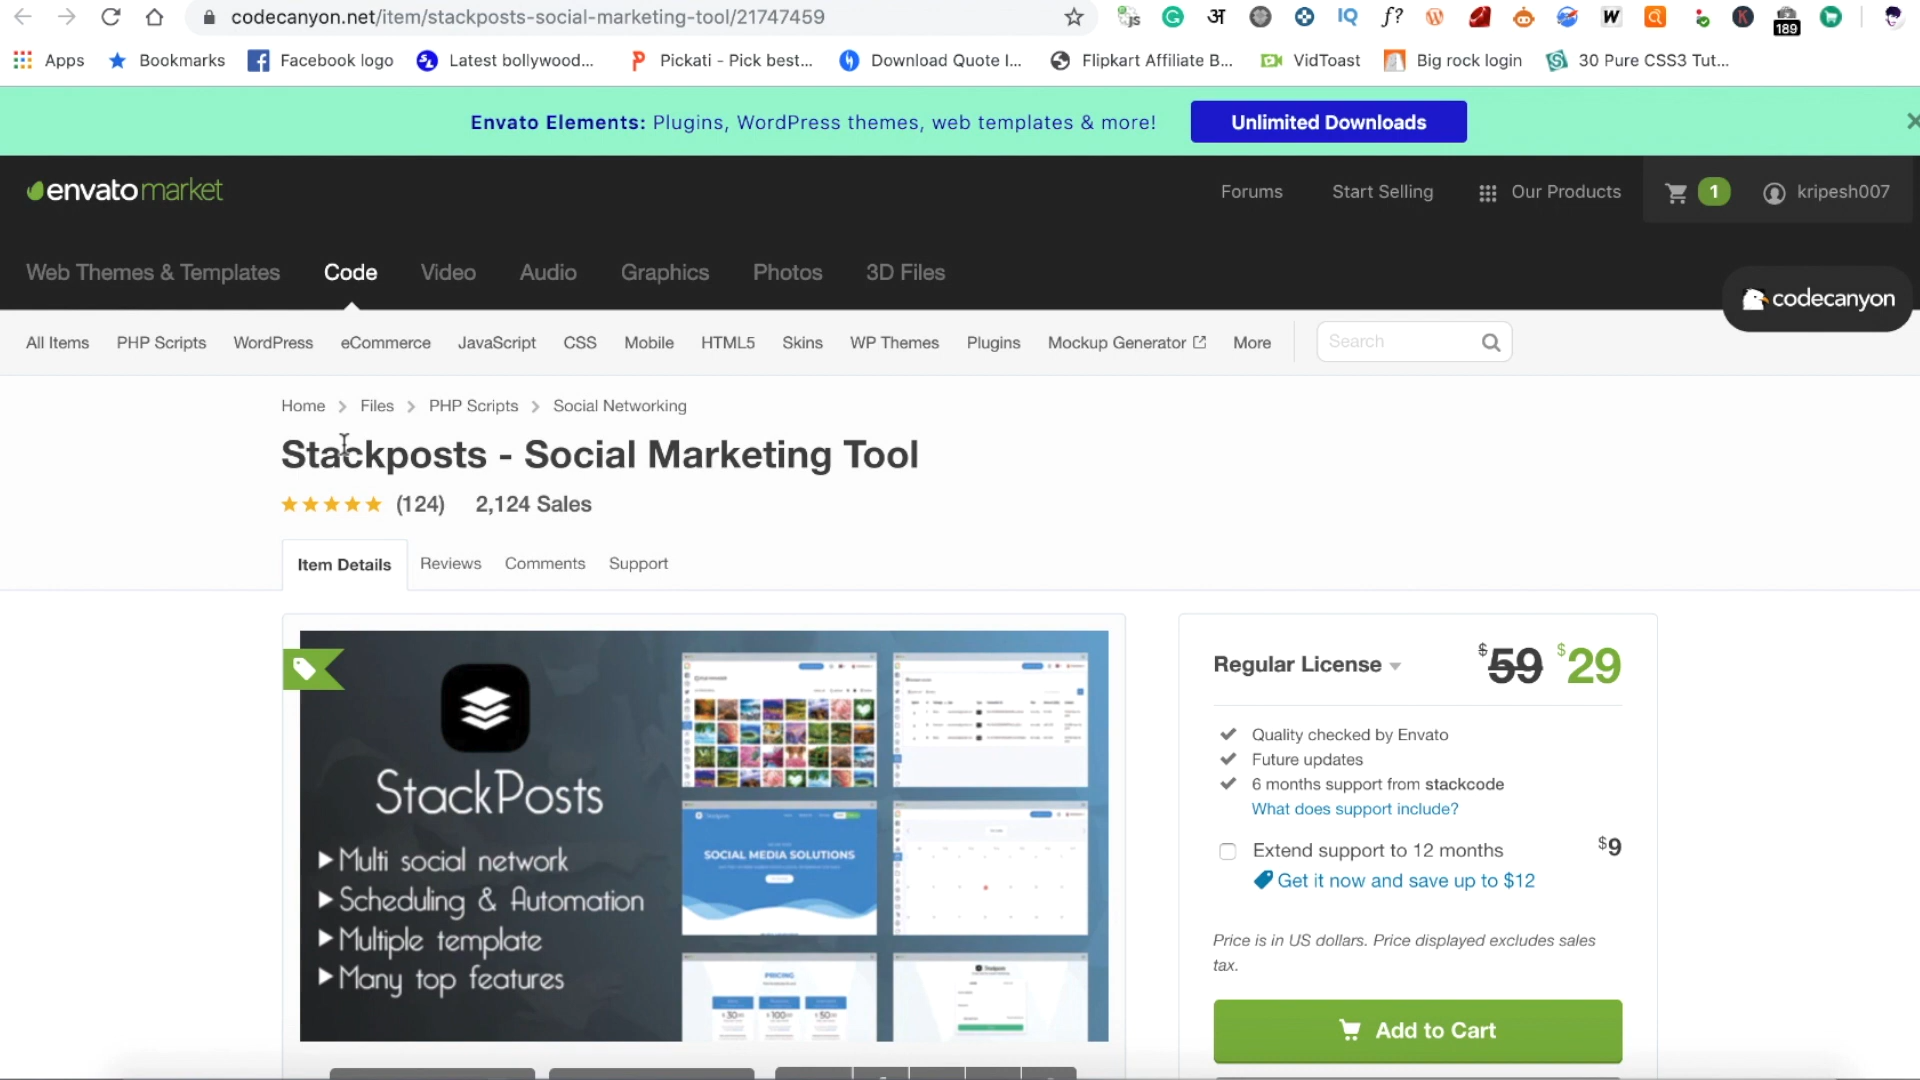 codecanyon.net/item/stackposts-social-marketing-tool/21747459
189
Apps Bookmarks Facebook logo Latest bollywood... Pickati - Pick best... Download Quote I... Flipkart Affiliate B... VidToast Big rock login 30 Pure CSS3 Tut...
Envato Elements: Plugins, WordPress themes, web templates & more! Unlimited Downloads
envatomarket
Forums Start Selling Our Products 1 kripesh007
Web Themes & Templates Code Video Audio Graphics Photos 3D Files
codecanyon
All Items PHP Scripts WordPress eCommerce JavaScript CSS Mobile HTML5 Skins WP Themes Plugins Mockup Generator More Search
Home > Files > PHP Scripts > Social Networking
Stackposts - Social Marketing Tool
(124) 2,124 Sales
Item Details Reviews Comments Support
StackPosts
Multi social network
Scheduling & Automation
Multiple template
Many top features
SOCIAL MEDIA SOLUTIONS
PRICING
Regular License $59 $29
Quality checked by Envato
Future updates
6 months support from stackcode
What does support include?
Extend support to 12 months $9
Get it now and save up to $12
Price is in US dollars. Price displayed excludes sales
tax.
Add to Cart